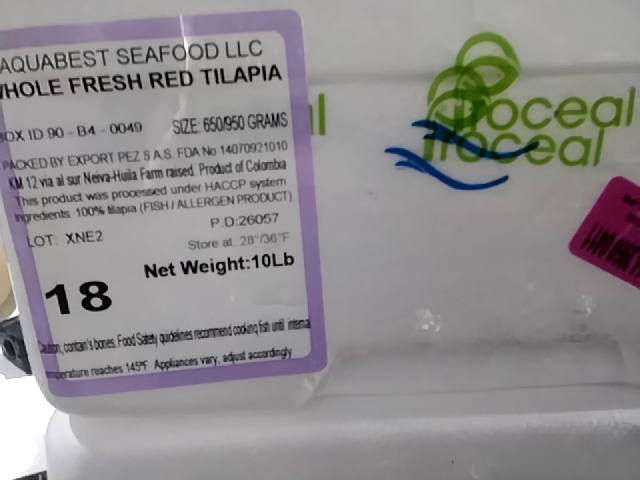 AQUABEST SEAFOOD LLC
WHOLE FRESH RED TILAPIA
BOX ID 90 - B4 - 0049 SIZE: 650/950 GRAMS
PACKED BY EXPORT PEZ S.A.S. FDA No 14070921010
KM 12 via al sur Neiva-Huila Farm raised. Product of Colombia
This product was processed under HACCP system
Ingredients: 100% tilapia (FISH / ALLERGEN PRODUCT)
LOT: XNE2 P.D:26057
Store at 28°/36°F
Net Weight:10Lb
18
Caution, contain's bones. Food Safety guidelines recommend cooking fish until internal
temperature reaches 145°F. Appliances vary, adjust accordingly